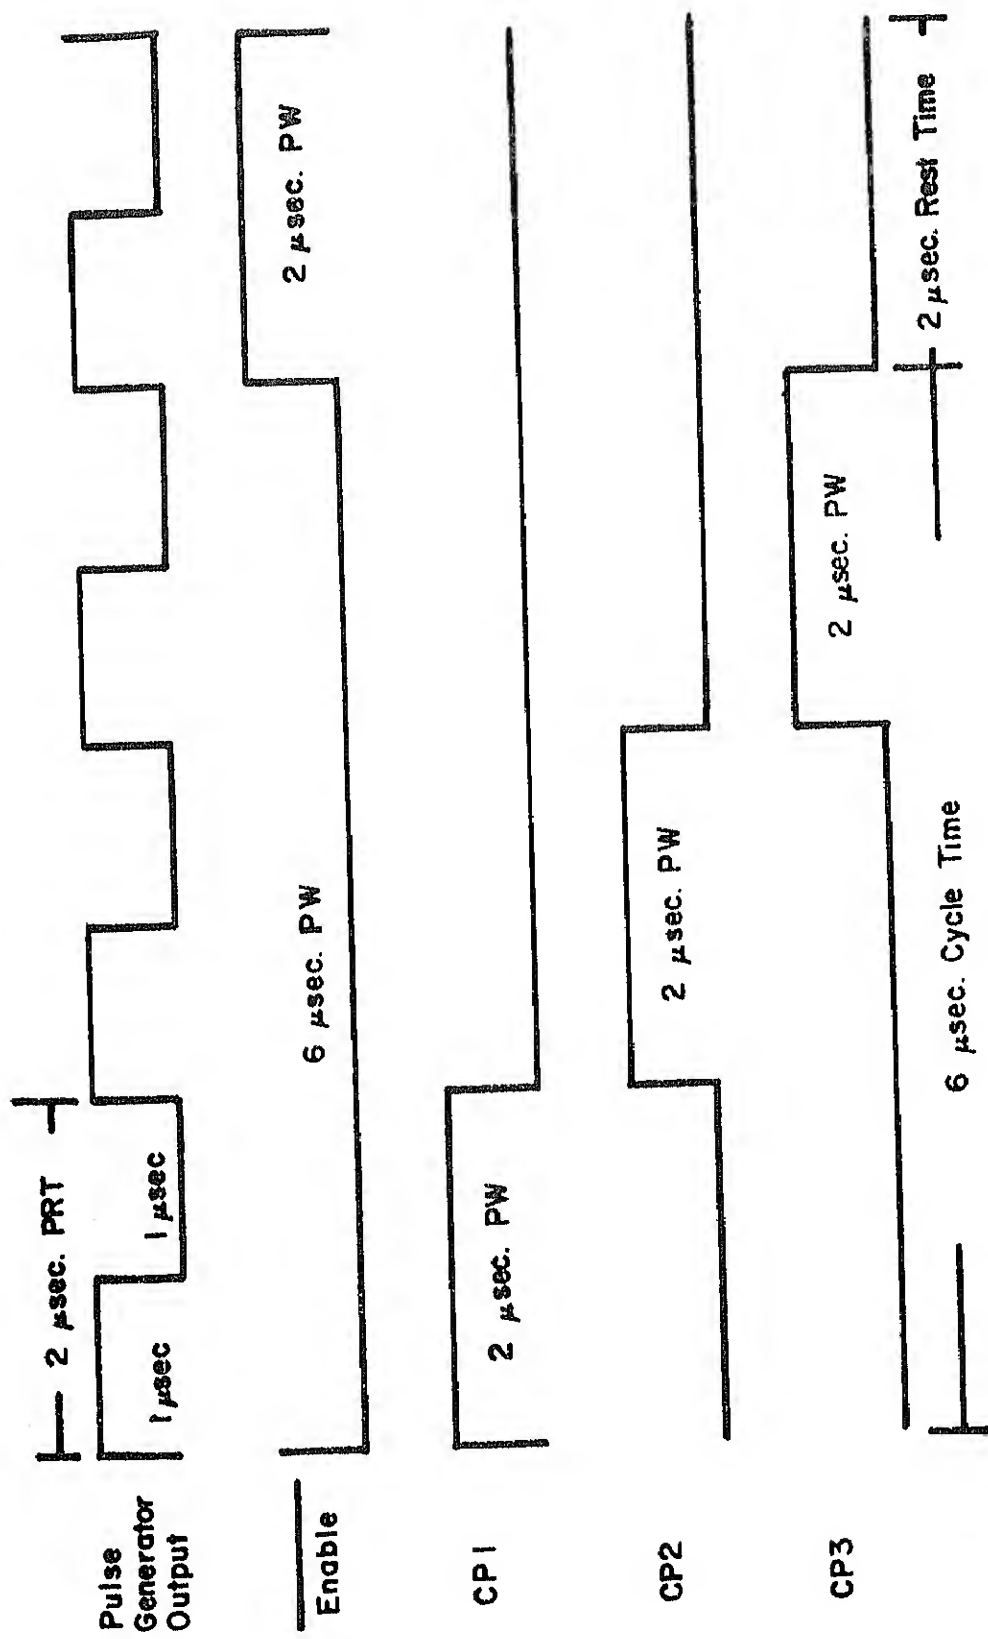 2 μsec. PRT
Pulse
Generator
Output
1 μsec
1 μsec
Enable
6 μsec. PW
2 μsec. PW
CP1
2 μsec. PW
CP2
2 μsec. PW
CP3
2 μsec. PW
6 μsec. Cycle Time
2 μsec. Rest Time